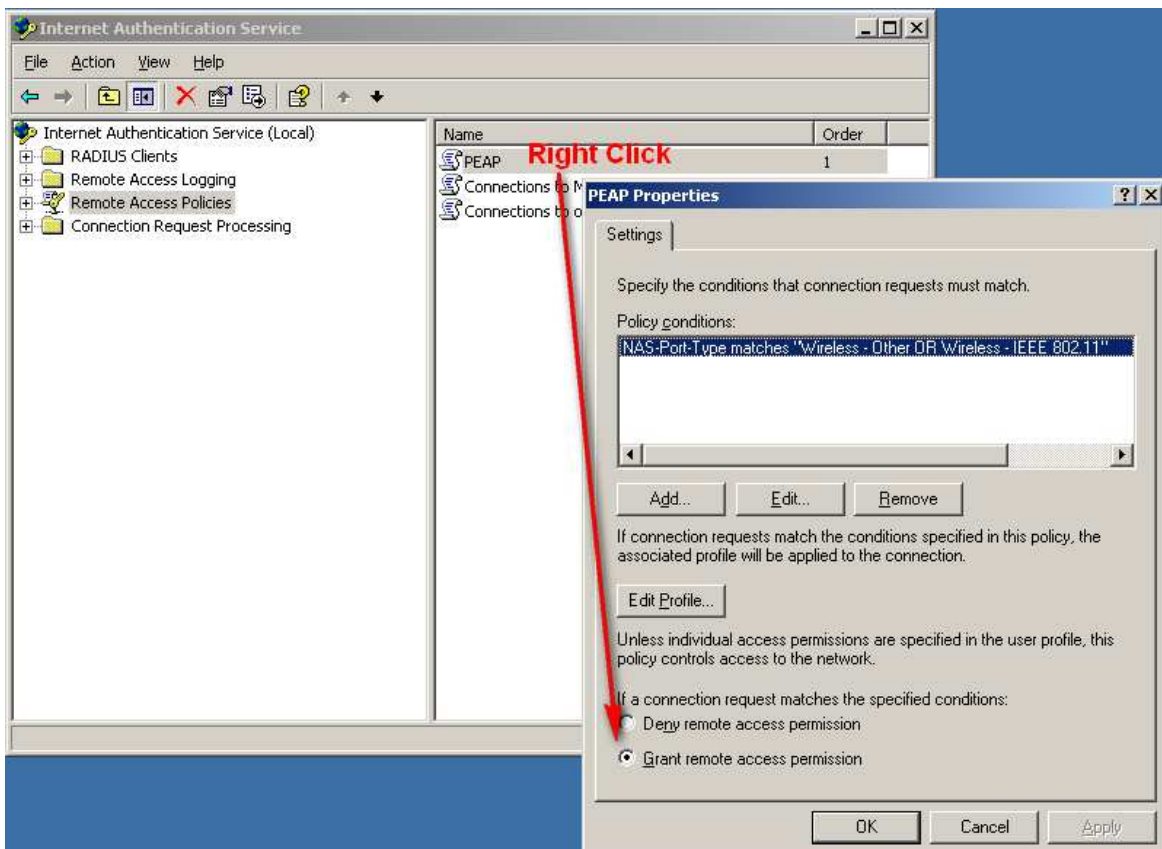 Internet Authentication Service
File Action View Help
Internet Authentication Service (Local)
RADIUS Clients
Remote Access Logging
Remote Access Policies
Connection Request Processing
Name Order
PEAP 1
Right Click
Connections to M
Connections to o
PEAP Properties
Settings
Specify the conditions that connection requests must match.
Policy conditions:
NAS-Port-Type matches "Wireless - Other OR Wireless - IEEE 802.11"
Add... Edit... Remove
If connection requests match the conditions specified in this policy, the
associated profile will be applied to the connection.
Edit Profile...
Unless individual access permissions are specified in the user profile, this
policy controls access to the network.
If a connection request matches the specified conditions:
Deny remote access permission
Grant remote access permission
OK Cancel Apply